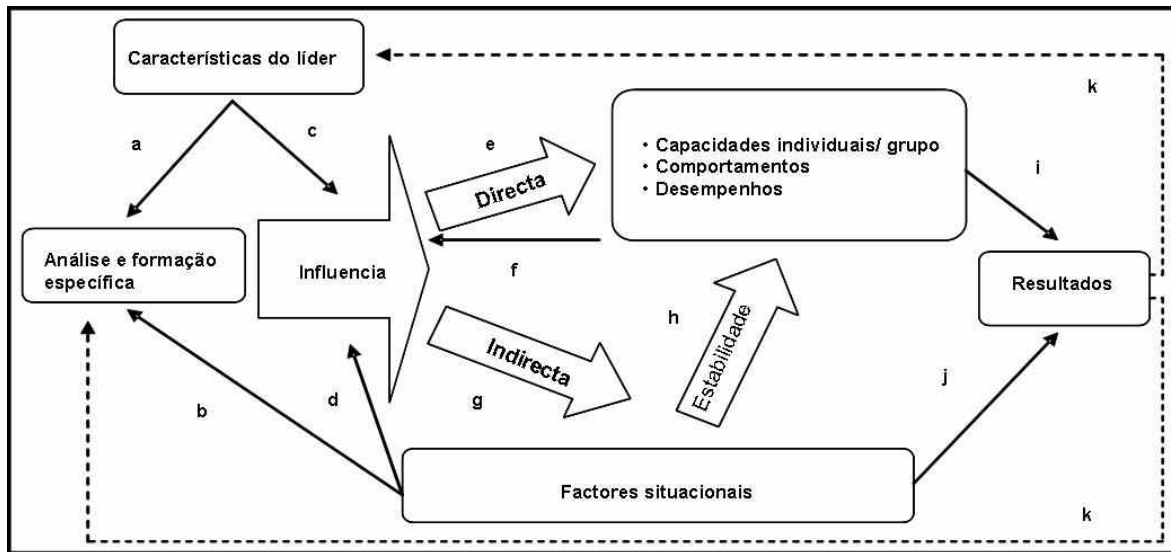 Características do líder
k
a
c
e
• Capacidades individuais/ grupo
• Comportamentos
• Desempenhos
i
Directa
Análise e formação
específica
Influencia
f
Resultados
h
Estabilidade
Indirecta
b
d
g
j
Factores situacionais
k